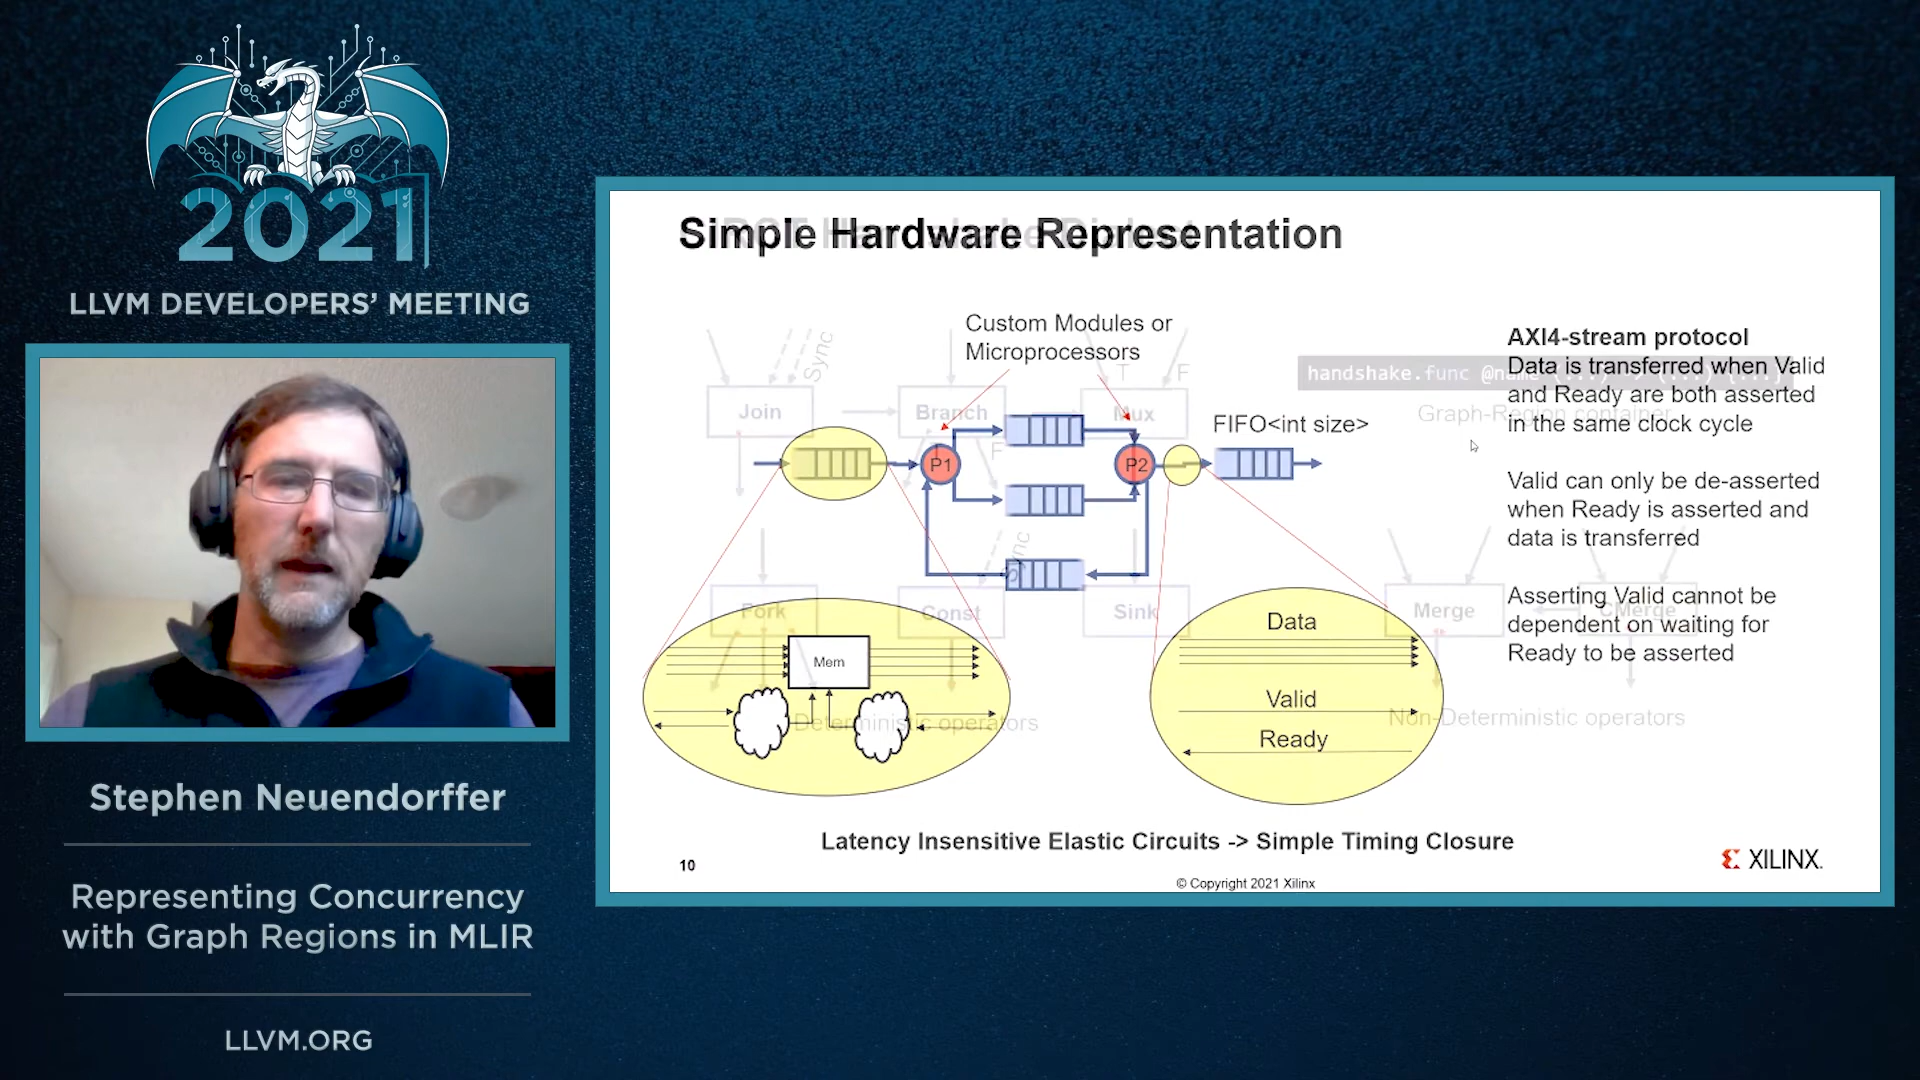 2021
LLVM DEVELOPERS' MEETING
Stephen Neuendorffer
Representing Concurrency
with Graph Regions in MLIR
LLVM.ORG
Simple Hardware Representation
Custom Modules or
Microprocessors
Sync
T
F
Join
Branch
Mux
F
P1
P2
FIFO<int size>
handshake.func @name
Graph-Region container
AXI4-stream protocol
Data is transferred when Valid
and Ready are both asserted
in the same clock cycle
Valid can only be de-asserted
when Ready is asserted and
data is transferred
Asserting Valid cannot be
dependent on waiting for
Ready to be asserted
Sync
Fork
Const
Sink
Merge
CMerge
Mem
Data
Valid
Ready
Deterministic operators
Non-Deterministic operators
Latency Insensitive Elastic Circuits -> Simple Timing Closure
10
© Copyright 2021 Xilinx
XILINX.